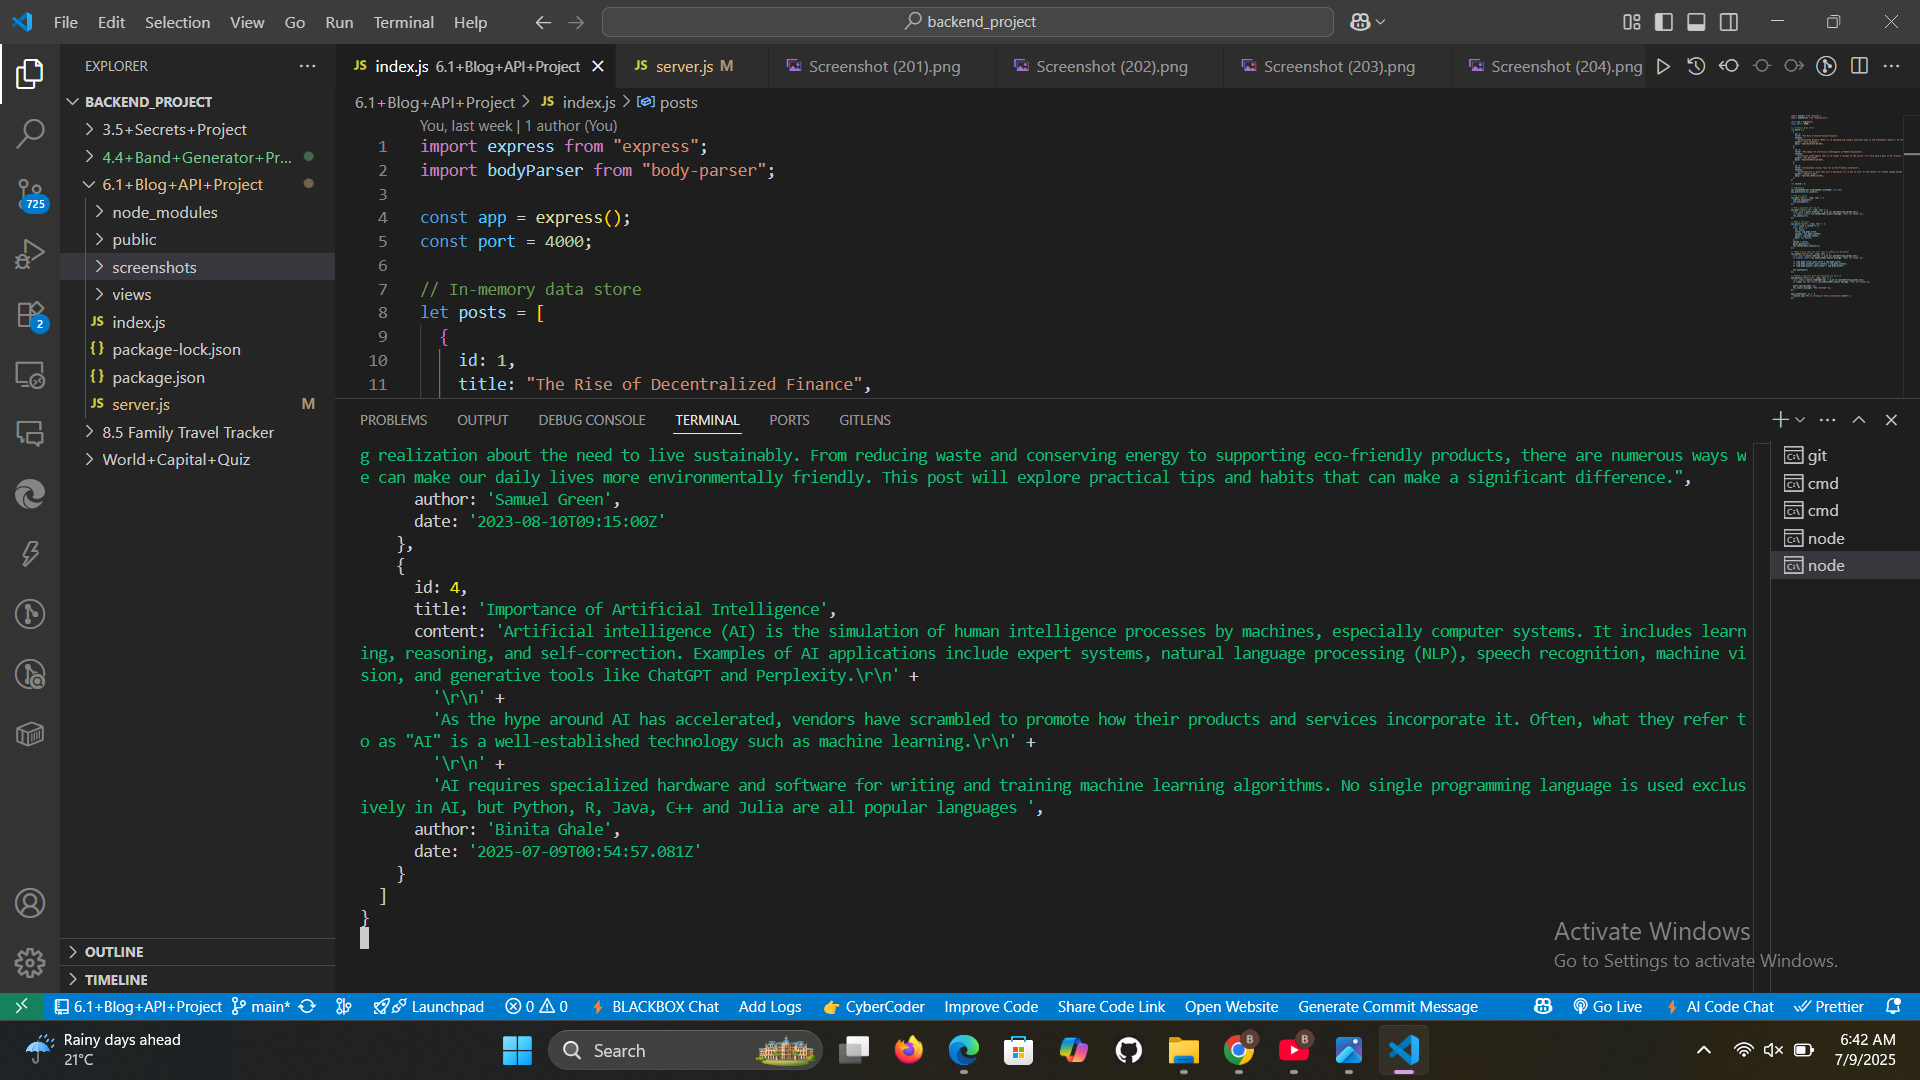 File Edit Selection View Go Run Terminal Help
backend_project
EXPLORER
BACKEND_PROJECT
3.5+Secrets+Project
4.4+Band+Generator+Pr...
6.1+Blog+API+Project
node_modules
public
screenshots
views
JS index.js
{} package-lock.json
{} package.json
JS server.js M
8.5 Family Travel Tracker
World+Capital+Quiz
OUTLINE
TIMELINE
725
2
JS index.js 6.1+Blog+API+Project
JS server.js M
Screenshot (201).png
Screenshot (202).png
Screenshot (203).png
Screenshot (204).png
6.1+Blog+API+Project > JS index.js > posts
You, last week | 1 author (You)
1 import express from "express";
2 import bodyParser from "body-parser";
3
4 const app = express();
5 const port = 4000;
6
7 // In-memory data store
8 let posts = [
9 {
10 id: 1,
11 title: "The Rise of Decentralized Finance",
PROBLEMS OUTPUT DEBUG CONSOLE TERMINAL PORTS GITLENS
g realization about the need to live sustainably. From reducing waste and conserving energy to supporting eco-friendly products, there are numerous ways w
e can make our daily lives more environmentally friendly. This post will explore practical tips and habits that can make a significant difference.",
author: 'Samuel Green',
date: '2023-08-10T09:15:00Z'
},
{
id: 4,
title: 'Importance of Artificial Intelligence',
content: 'Artificial intelligence (AI) is the simulation of human intelligence processes by machines, especially computer systems. It includes learn
ing, reasoning, and self-correction. Examples of AI applications include expert systems, natural language processing (NLP), speech recognition, machine vi
sion, and generative tools like ChatGPT and Perplexity.\r\n' +
'\r\n' +
'As the hype around AI has accelerated, vendors have scrambled to promote how their products and services incorporate it. Often, what they refer t
o as "AI" is a well-established technology such as machine learning.\r\n' +
'\r\n' +
'AI requires specialized hardware and software for writing and training machine learning algorithms. No single programming language is used exclus
ively in AI, but Python, R, Java, C++ and Julia are all popular languages ',
author: 'Binita Ghale',
date: '2025-07-09T00:54:57.081Z'
}
]
}
git
cmd
cmd
node
node
Activate Windows
Go to Settings to activate Windows.
6.1+Blog+API+Project main* Launchpad 0 0 BLACKBOX Chat Add Logs CyberCoder Improve Code Share Code Link Open Website Generate Commit Message Go Live AI Code Chat Prettier
Rainy days ahead
21°C
Search
6:42 AM
7/9/2025